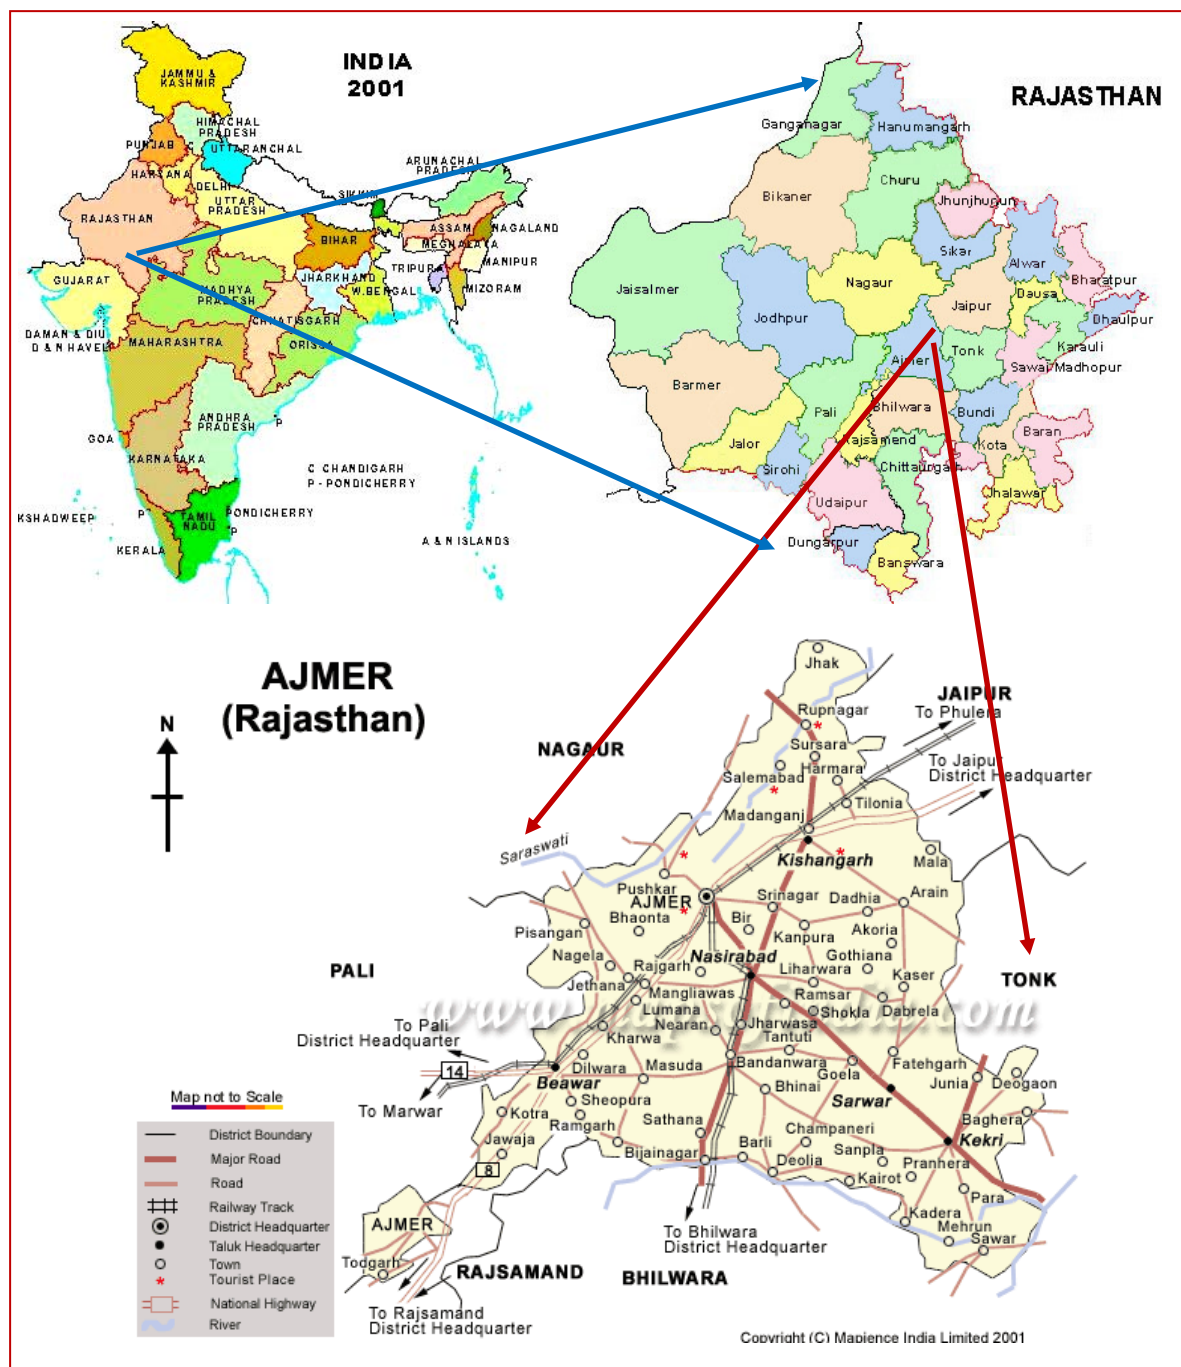 INDIA
2001
JAMMU &
KASHMIR
HIMACHAL
PRADESH
PUNJAB
C
UTTARANCHAL
HARYANA
DELHI
UTTAR
PRADESH
ARUNACHAL
PRADESH
SIKKIM
RAJASTHAN
BIHAR
ASSAM
NAGALAND
MEGHALAYA
MANIPUR
TRIPURA
MIZORAM
GUJARAT
MADHYA
PRADESH
JHARKHAND
W.BENGAL
CHHATISGARH
ORISSA
DAMAN & DIU
D & N HAVELI
MAHARASHTRA
ANDHRA
PRADESH
P
GOA
KARNATAKA
C CHANDIGARH
P - PONDICHERRY
KSHADWEEP
P
TAMIL
NADU
PONDICHERRY
P
KERALA
A & N ISLANDS
RAJASTHAN
Ganganagar
Hanumangarh
Bikaner
Churu
Jhunjhunun
Sikar
Alwar
Bharatpur
Jaisalmer
Nagaur
Jaipur
Dausa
Dhaulpur
Jodhpur
Ajmer
Tonk
Karauli
Sawai Madhopur
Barmer
Pali
Bhilwara
Bundi
Baran
Jalor
Rajsamend
Kota
Sirohi
Chittaurgarh
Jhalawar
Udaipur
Dungarpur
Banswara
AJMER
(Rajasthan)
N
Jhak
JAIPUR
To Phulera
Rupnagar
NAGAUR
Sursara
To Jaipur
District Headquarter
Salemabad
Harmara
Tilonia
Madanganj
Saraswati
Kishangarh
Mala
Pushkar
AJMER
Srinagar
Dadhia
Arain
Bhaonta
Bir
Pisangan
Kanpura
Akoria
Nasirabad
Gothiana
Nagela
Rajgarh
Liharwara
Kaser
PALI
TONK
Jethana
Mangliawas
Ramsar
www.mapsofindia.com
Lumana
Shokla
Dabrela
To Pali
District Headquarter
Nearan
Jharwasa
Kharwa
Tantuti
14
Dilwara
Masuda
Bandanwara
Goela
Fatehgarh
Beawar
Bhinai
Junia
Deogaon
To Marwar
Sheopura
Sarwar
Kotra
Baghera
Ramgarh
Sathana
Champaneri
Kekri
Jawaja
Bijainagar
Barli
Sanpla
8
Deolia
Pranhera
Kairot
Para
AJMER
Kadera
To Bhilwara
District Headquarter
Mehrun
Sawar
Todgarh
RAJSAMAND
BHILWARA
To Rajsamand
District Headquarter
Map not to Scale
District Boundary
Major Road
Road
Railway Track
District Headquarter
Taluk Headquarter
Town
Tourist Place
National Highway
River
Copyright (C) Mapience India Limited 2001